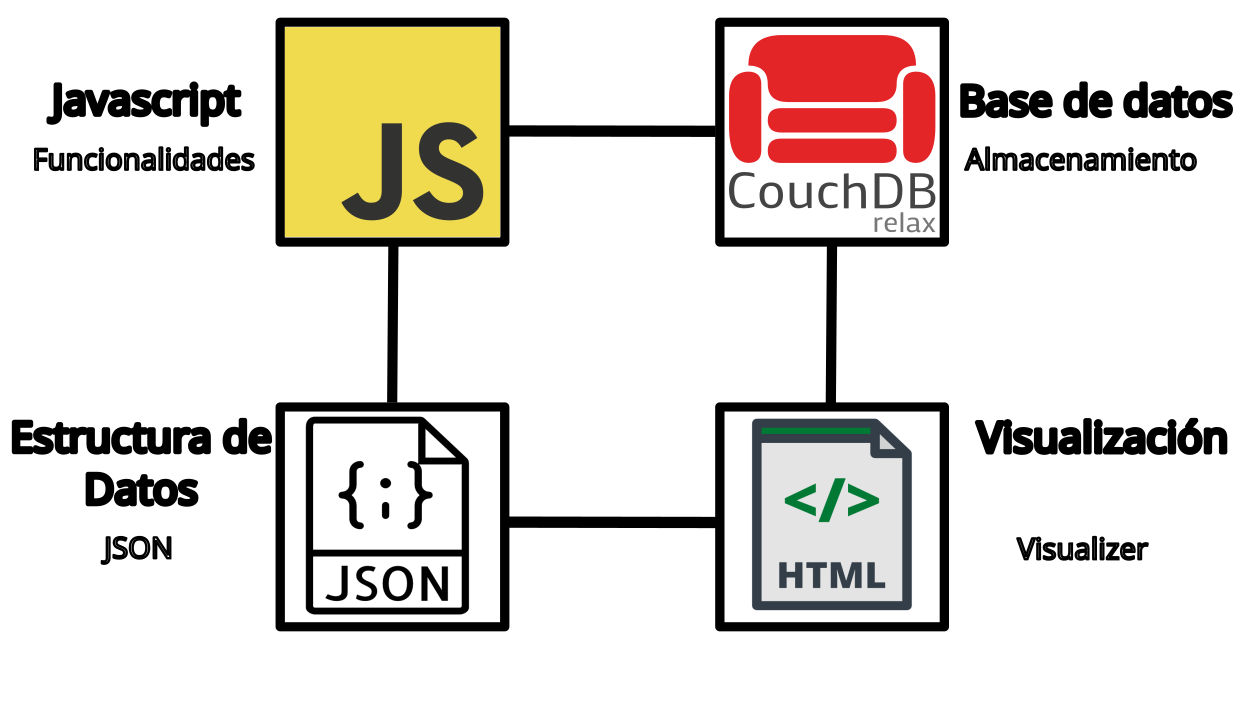 Javascript
Funcionalidades
JS
CouchDB
relax
Base de datos
Almacenamiento
Estructura de
Datos
JSON
{;}
JSON
</>
HTML
Visualización
Visualizer